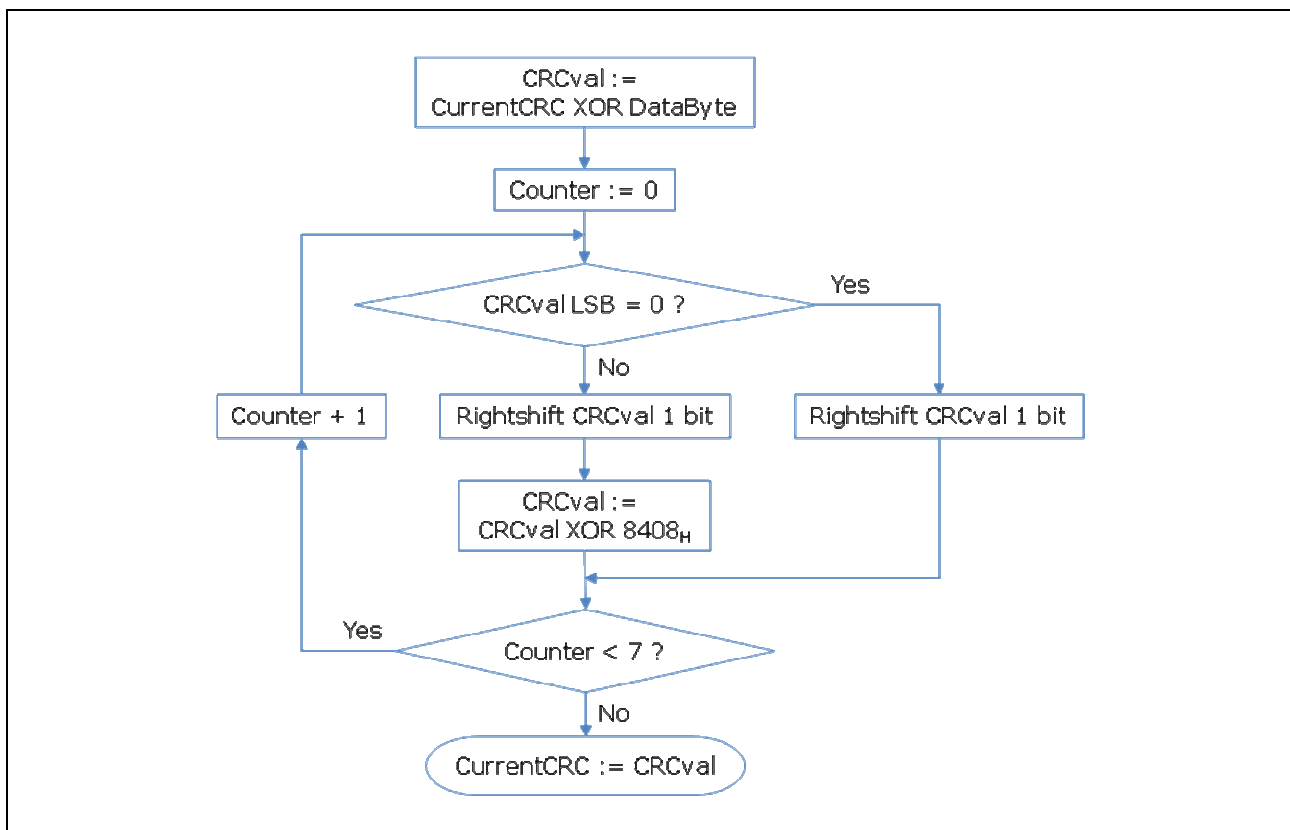 CRCval :=
CurrentCRC XOR DataByte
Counter := 0
CRCval LSB = 0 ?
Yes
No
Counter + 1
Rightshift CRCval 1 bit
Rightshift CRCval 1 bit
CRCval :=
CRCval XOR 8408H
Yes
Counter < 7 ?
No
CurrentCRC := CRCval